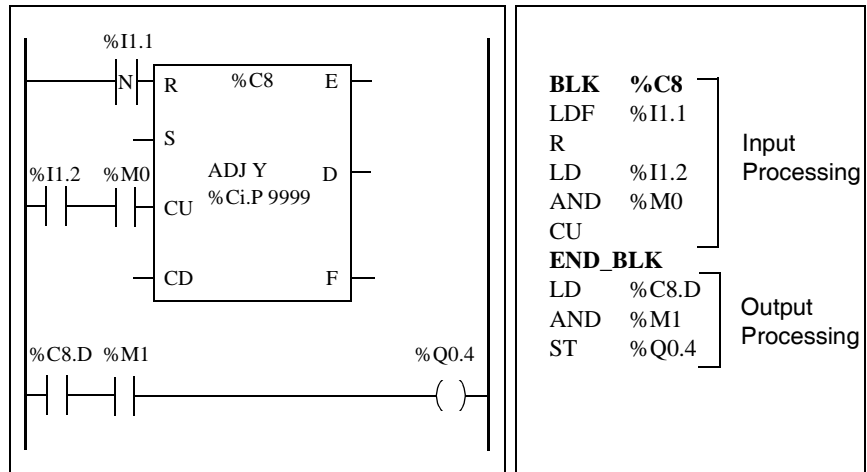 %I1.1
N R %C8 E
S
%I1.2 %M0 ADJ Y D
CU %Ci.P 9999
CD F
%C8.D %M1 %Q0.4
BLK %C8
LDF %I1.1
R
LD %I1.2
AND %M0
CU
END_BLK
LD %C8.D
AND %M1
ST %Q0.4
Input
Processing
Output
Processing